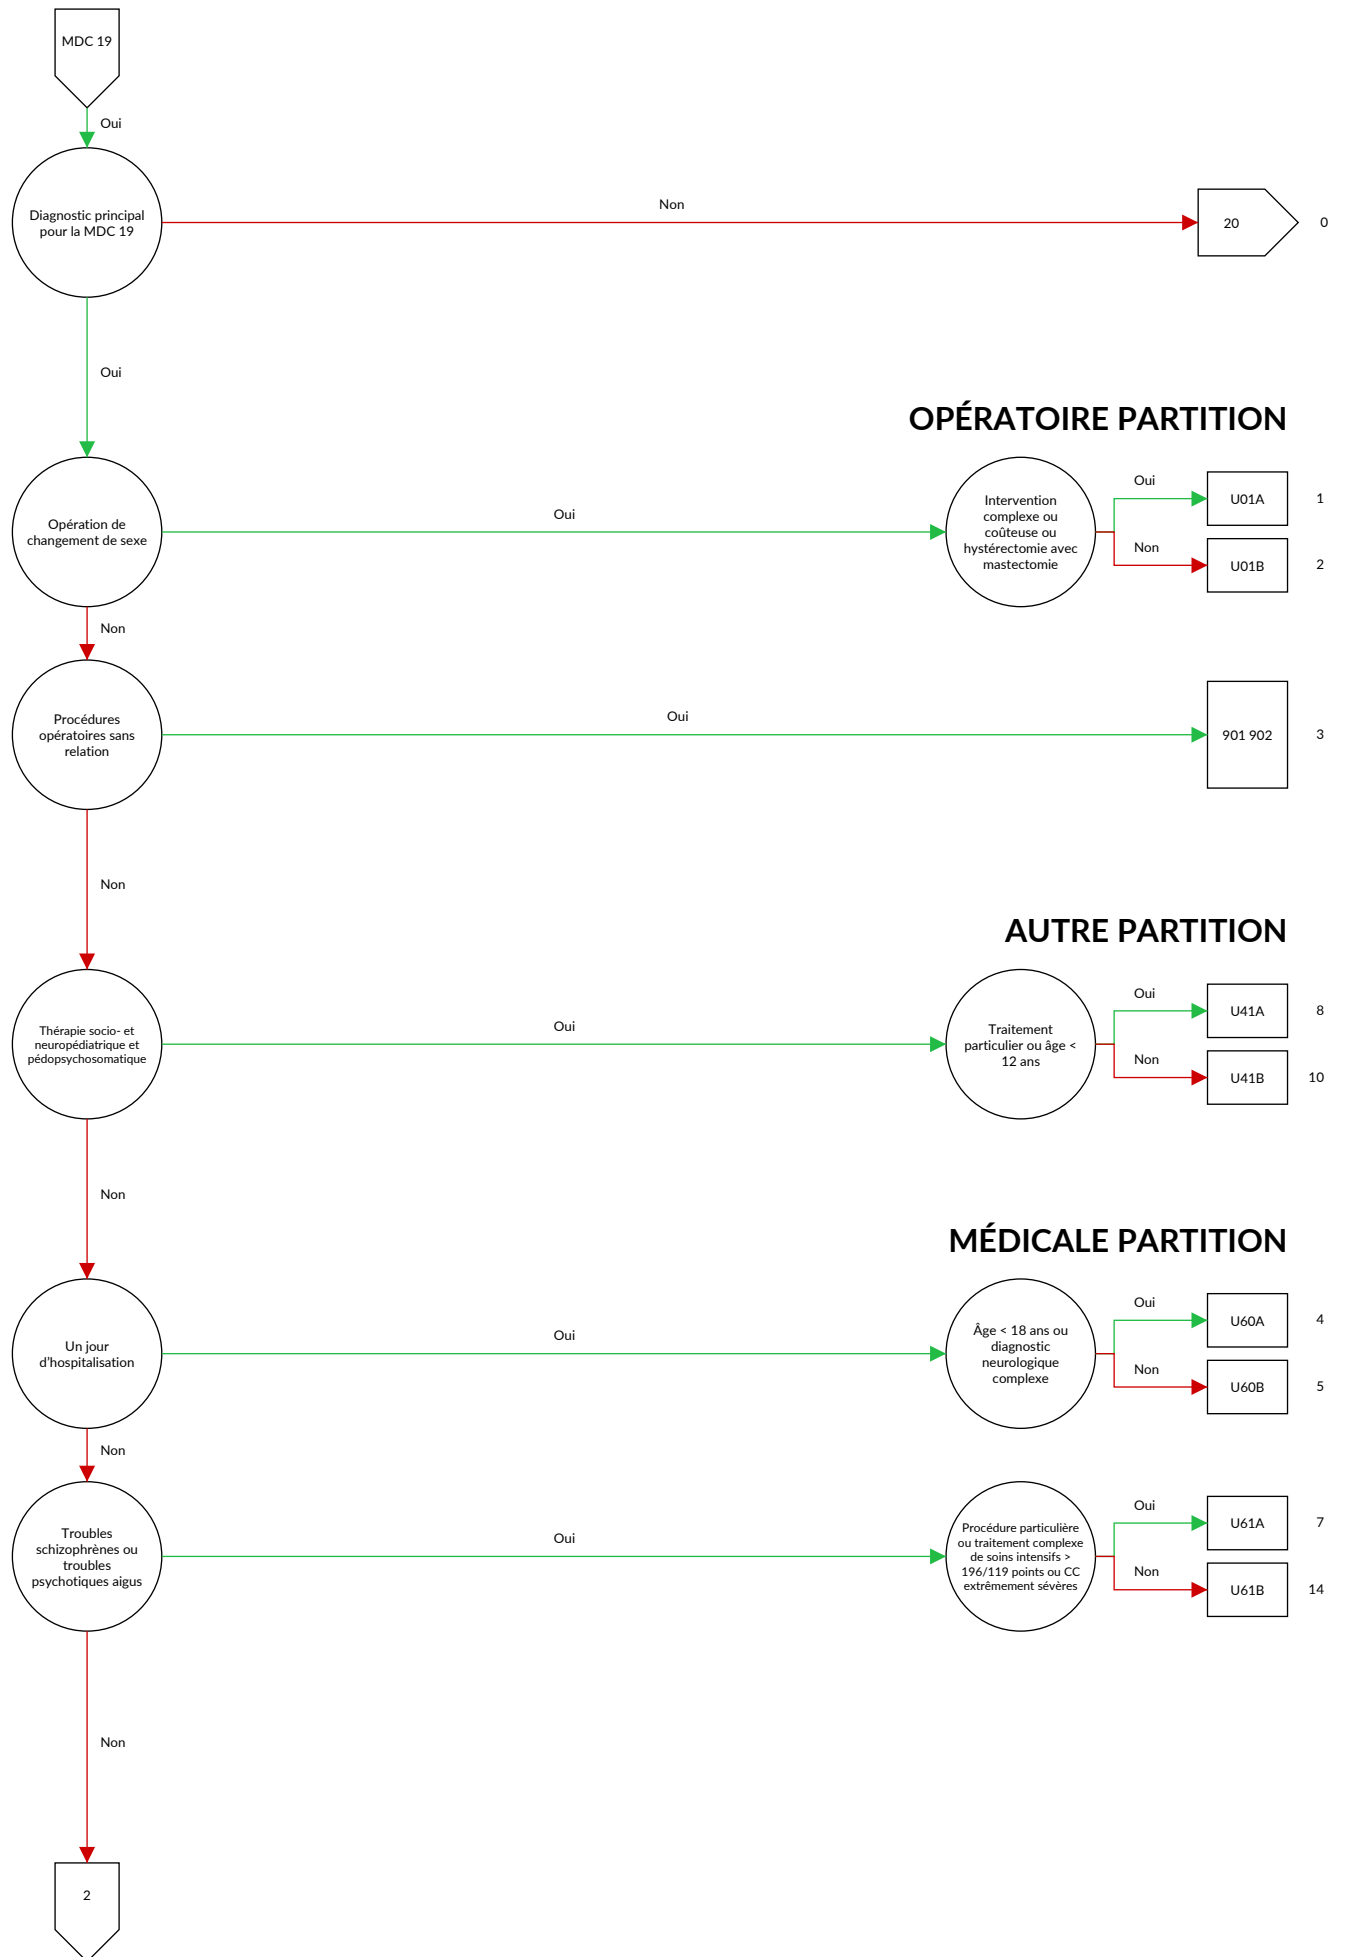 MDC 19
Oui
Diagnostic principal
pour la MDC 19
Non
20
0
Oui
OPÉRATOIRE PARTITION
Opération de
changement de sexe
Oui
Intervention
complexe ou
coûteuse ou
hystérectomie avec
mastectomie
Oui
U01A
1
Non
U01B
2
Non
Procédures
opératoires sans
relation
Oui
901 902
3
Non
AUTRE PARTITION
Thérapie socio- et
neuropédiatrique et
pédopsychosomatique
Oui
Traitement
particulier ou âge <
12 ans
Oui
U41A
8
Non
U41B
10
Non
MÉDICALE PARTITION
Un jour
d'hospitalisation
Oui
Âge < 18 ans ou
diagnostic
neurologique
complexe
Oui
U60A
4
Non
U60B
5
Non
Troubles
schizophrènes ou
troubles
psychotiques aigus
Oui
Procédure particulière
ou traitement complexe
de soins intensifs >
196/119 points ou CC
extrêmement sévères
Oui
U61A
7
Non
U61B
14
Non
2